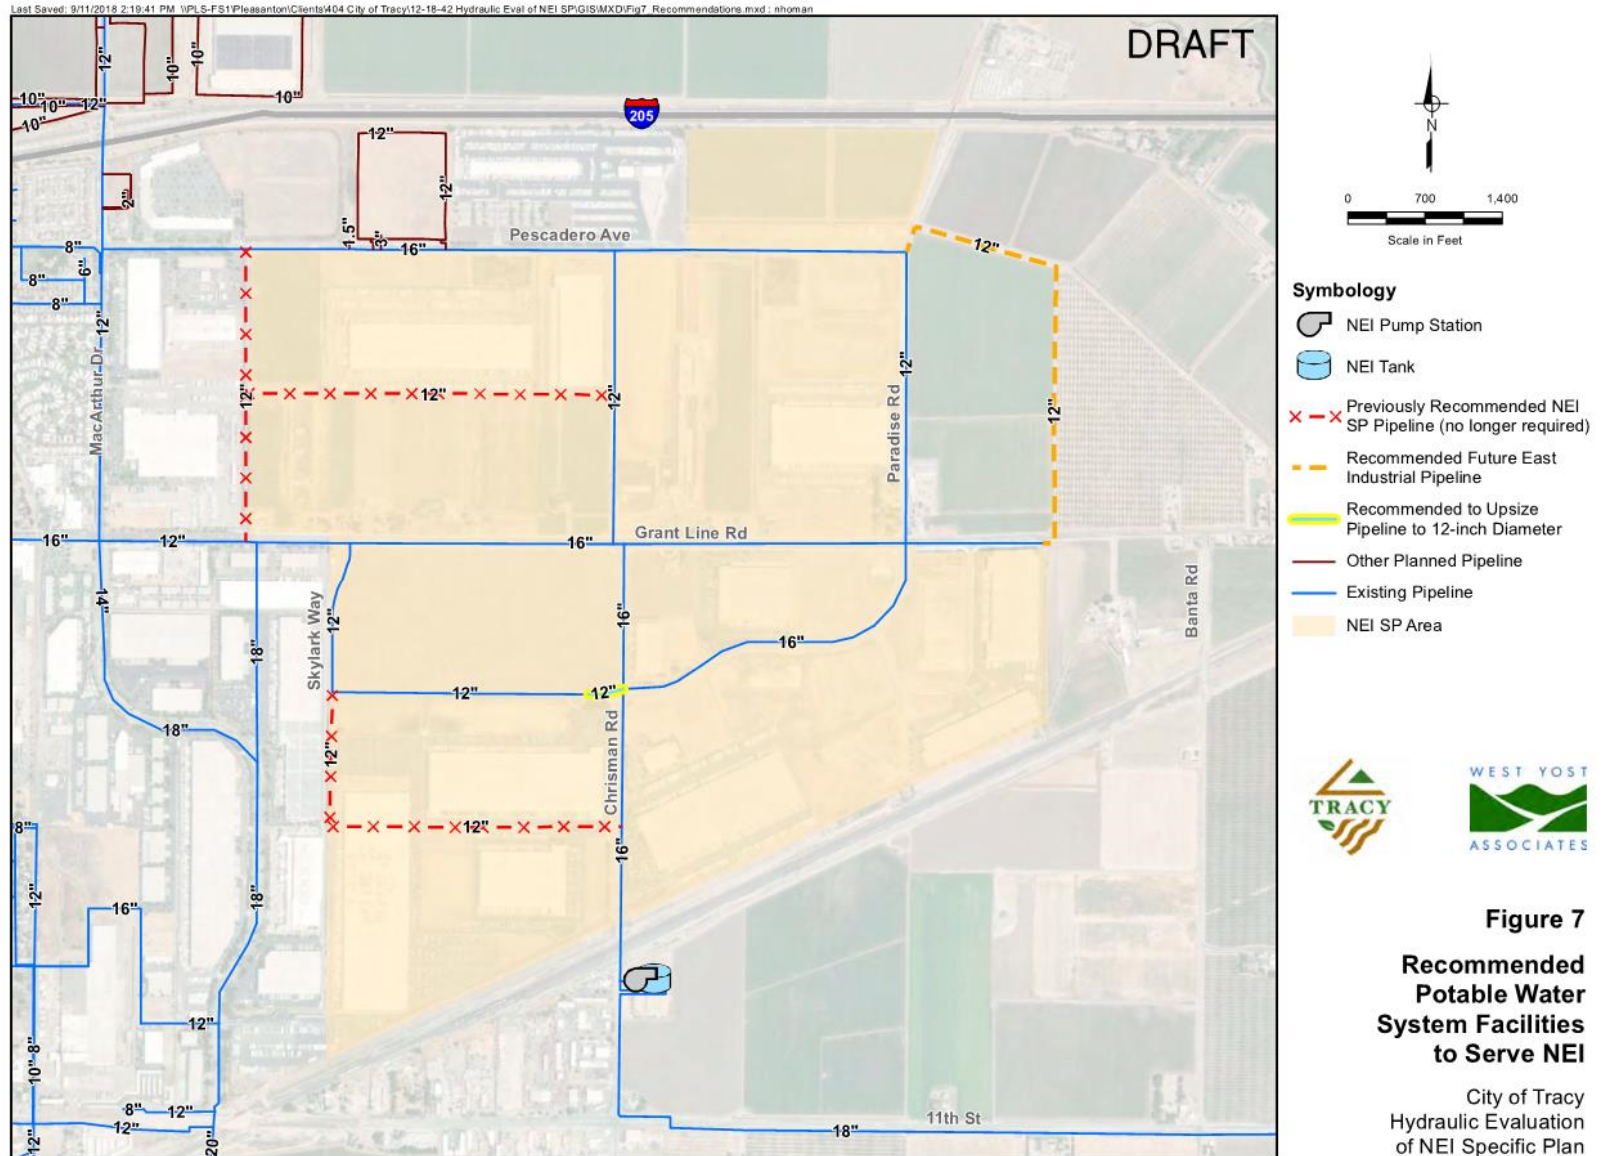 Last Saved: 9/11/2018 2:19:41 PM \\PLS-FS1\Pleasanton\Clients\404 City of Tracy\12-18-42 Hydraulic Eval of NEI SP\GIS\MXD\Fig7_Recommendations.mxd : nhoman
DRAFT
12"
10"
10"
10"
10"
12"
10"
10"
205
12"
12"
2"
1.5"
3"
16"
Pescadero Ave
8"
6"
8"
8"
12"
12"
MacArthur Dr
12"
12"
12"
12"
12"
Paradise Rd
12"
16"
12"
16"
Grant Line Rd
14"
18"
Skylark Way
12"
16"
16"
Banta Rd
12"
12"
18"
12"
Chrisman Rd
12"
16"
8"
12"
16"
18"
12"
10"
8"
8"
12"
12"
12"
20"
11th St
18"
N
0 700 1,400
Scale in Feet
Symbology
NEI Pump Station
NEI Tank
Previously Recommended NEI
SP Pipeline (no longer required)
Recommended Future East
Industrial Pipeline
Recommended to Upsize
Pipeline to 12-inch Diameter
Other Planned Pipeline
Existing Pipeline
NEI SP Area
TRACY
WEST YOST
ASSOCIATES
Figure 7
Recommended
Potable Water
System Facilities
to Serve NEI
City of Tracy
Hydraulic Evaluation
of NEI Specific Plan